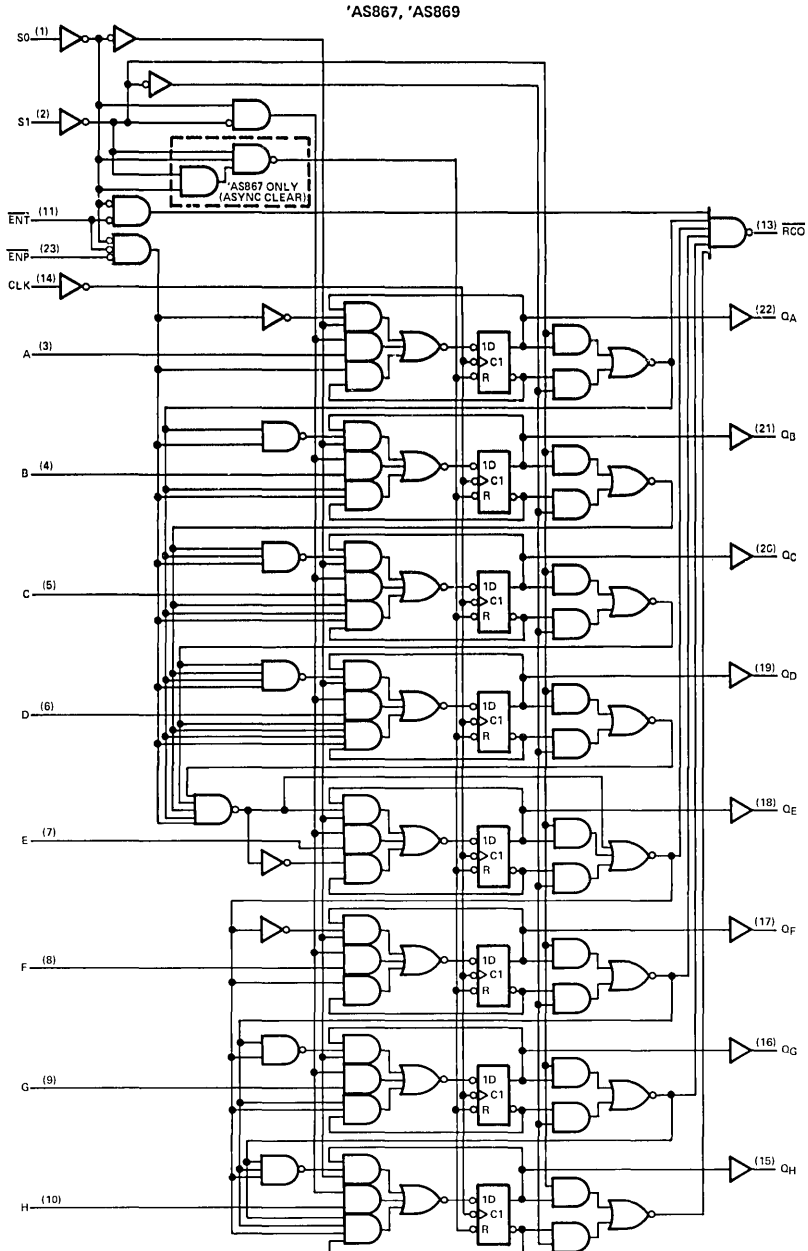 'AS867, 'AS869
S0 (1)
S1 (2)
'AS867 ONLY
(ASYNC CLEAR)
ENT (11)
(13) RCO
ENP (23)
CLK (14)
1D
C1
R
(22) QA
A (3)
1D
C1
R
(21) QB
B (4)
1D
C1
R
(20) QC
C (5)
1D
C1
R
(19) QD
D (6)
1D
C1
R
(18) QE
E (7)
1D
C1
R
(17) QF
F (8)
1D
C1
R
(16) QG
G (9)
1D
C1
R
(15) QH
H (10)